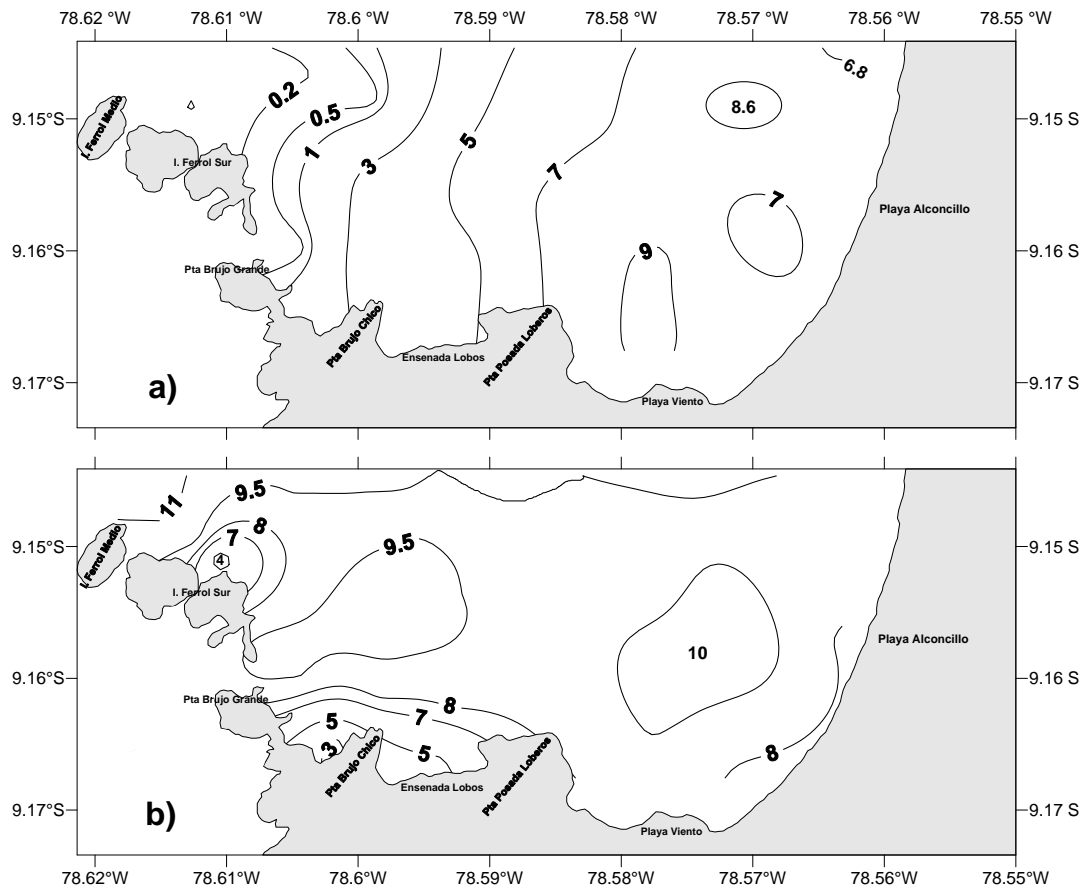 78.62 °W 78.61 °W 78.6 °W 78.59 °W 78.58 °W 78.57 °W 78.56 °W 78.55 °W
6.8
0.2
8.6
0.5
9.15°S
9.15 °S
I. Ferrol Medio
1
3
5
7
I. Ferrol Sur
7
Playa Alconcillo
9
9.16°S
9.16 °S
Pta Brujo Grande
Pta Brujo Chico
Pta Posada Loberos
Ensenada Lobos
9.17°S
9.17 °S
a)
Playa Viento
11
9.5
8
7
9.5
9.15°S
9.15 °S
I. Ferrol Medio
4
I. Ferrol Sur
Playa Alconcillo
10
9.16°S
9.16 °S
Pta Brujo Grande
8
7
5
3
5
8
Pta Brujo Chico
Pta Posada Loberos
Ensenada Lobos
9.17°S
9.17 °S
b)
Playa Viento
78.62°W 78.61°W 78.6°W 78.59°W 78.58°W 78.57°W 78.56°W 78.55°W